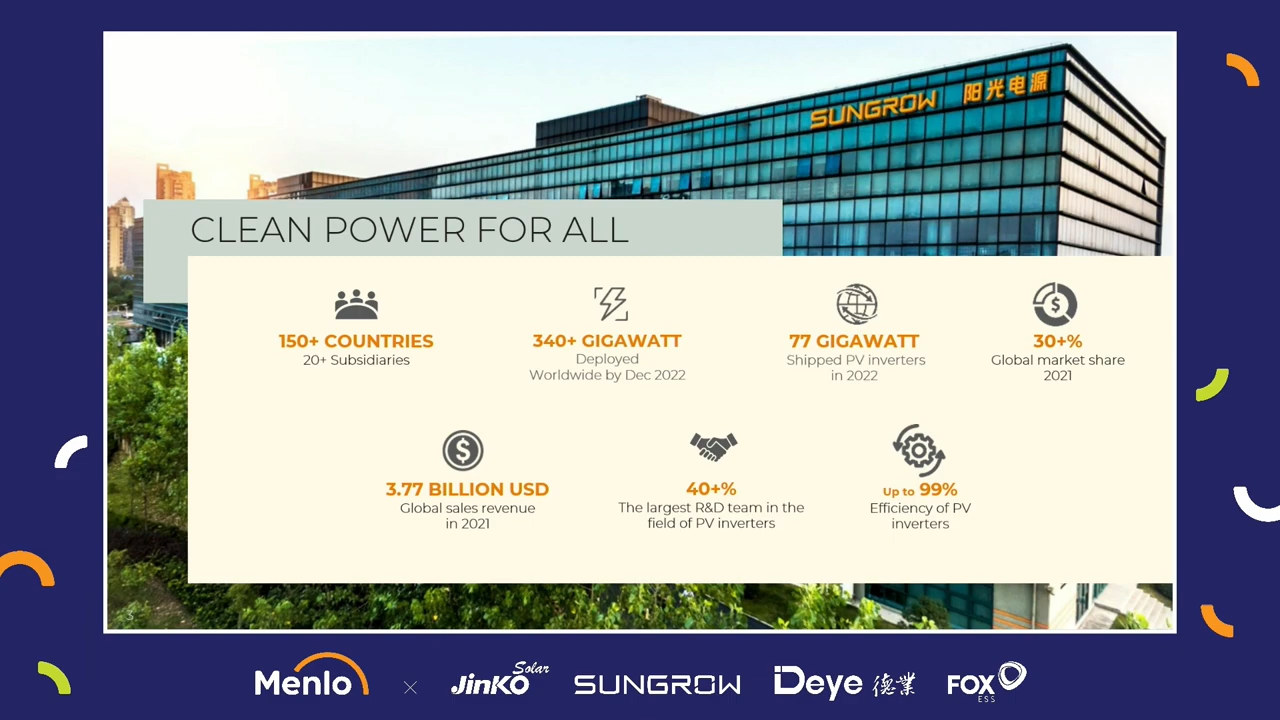 SUNGROW 阳光电源
CLEAN POWER FOR ALL
150+ COUNTRIES
20+ Subsidiaries
340+ GIGAWATT
Deployed
Worldwide by Dec 2022
77 GIGAWATT
Shipped PV inverters
in 2022
30+%
Global market share
2021
3.77 BILLION USD
Global sales revenue
in 2021
40+%
The largest R&D team in the
field of PV inverters
Up to 99%
Efficiency of PV
inverters
3
Menlo × JinKO Solar SUNGROW Deye 德業 FOX ESS